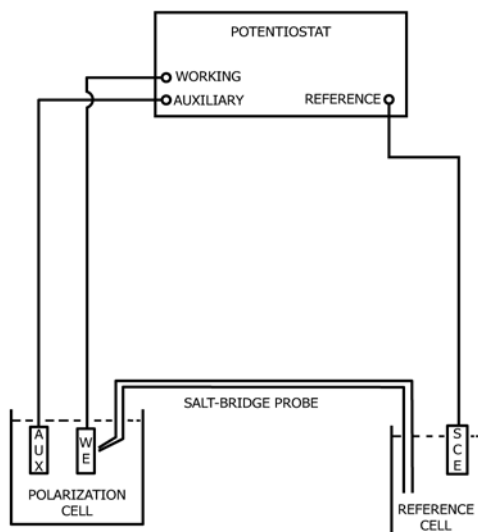 POTENTIOSTAT
WORKING
AUXILIARY
REFERENCE
SALT-BRIDGE PROBE
AUX
WE
SCE
POLARIZATION
CELL
REFERENCE
CELL